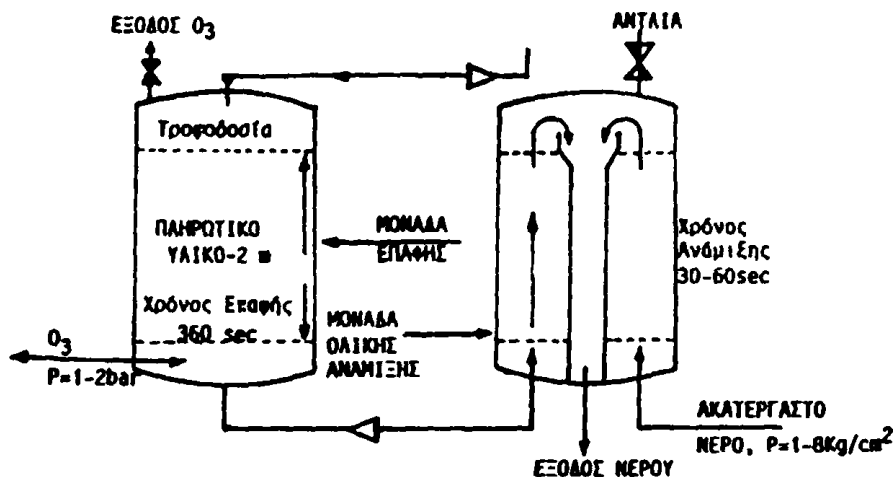 ΕΞΟΔΟΣ O₃
ΑΝΤΛΙΑ
Τροφοδοσία
ΠΛΗΡΩΤΙΚΟ
ΥΛΙΚΟ-2 m
ΜΟΝΑΔΑ
ΕΠΑΦΗΣ
Χρόνος Επαφής
360 sec
Χρόνος
Ανάμιξης
30-60sec
ΜΟΝΑΔΑ
ΟΛΙΚΗΣ
ΑΝΑΜΙΞΗΣ
O₃
P=1-2bar
ΑΚΑΤΕΡΓΑΣΤΟ
ΝΕΡΟ, P=1-8Kg/cm²
ΕΞΟΔΟΣ ΝΕΡΟΥ